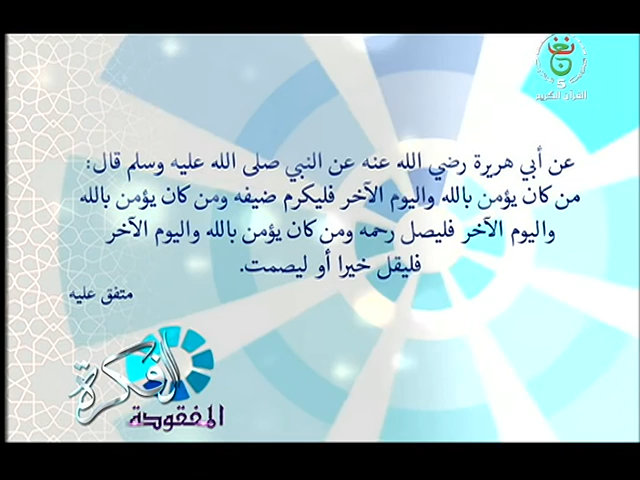 5
القرآن الكريم
عن أبي هريرة رضي الله عنه عن النبي صلى الله عليه وسلم قال:
من كان يؤمن بالله واليوم الآخر فليكرم ضيفه ومن كان يؤمن بالله
واليوم الآخر فليصل رحمه ومن كان يؤمن بالله واليوم الآخر
فليقل خيرا أو ليصمت.
متفق عليه
الفكرة
المفقودة